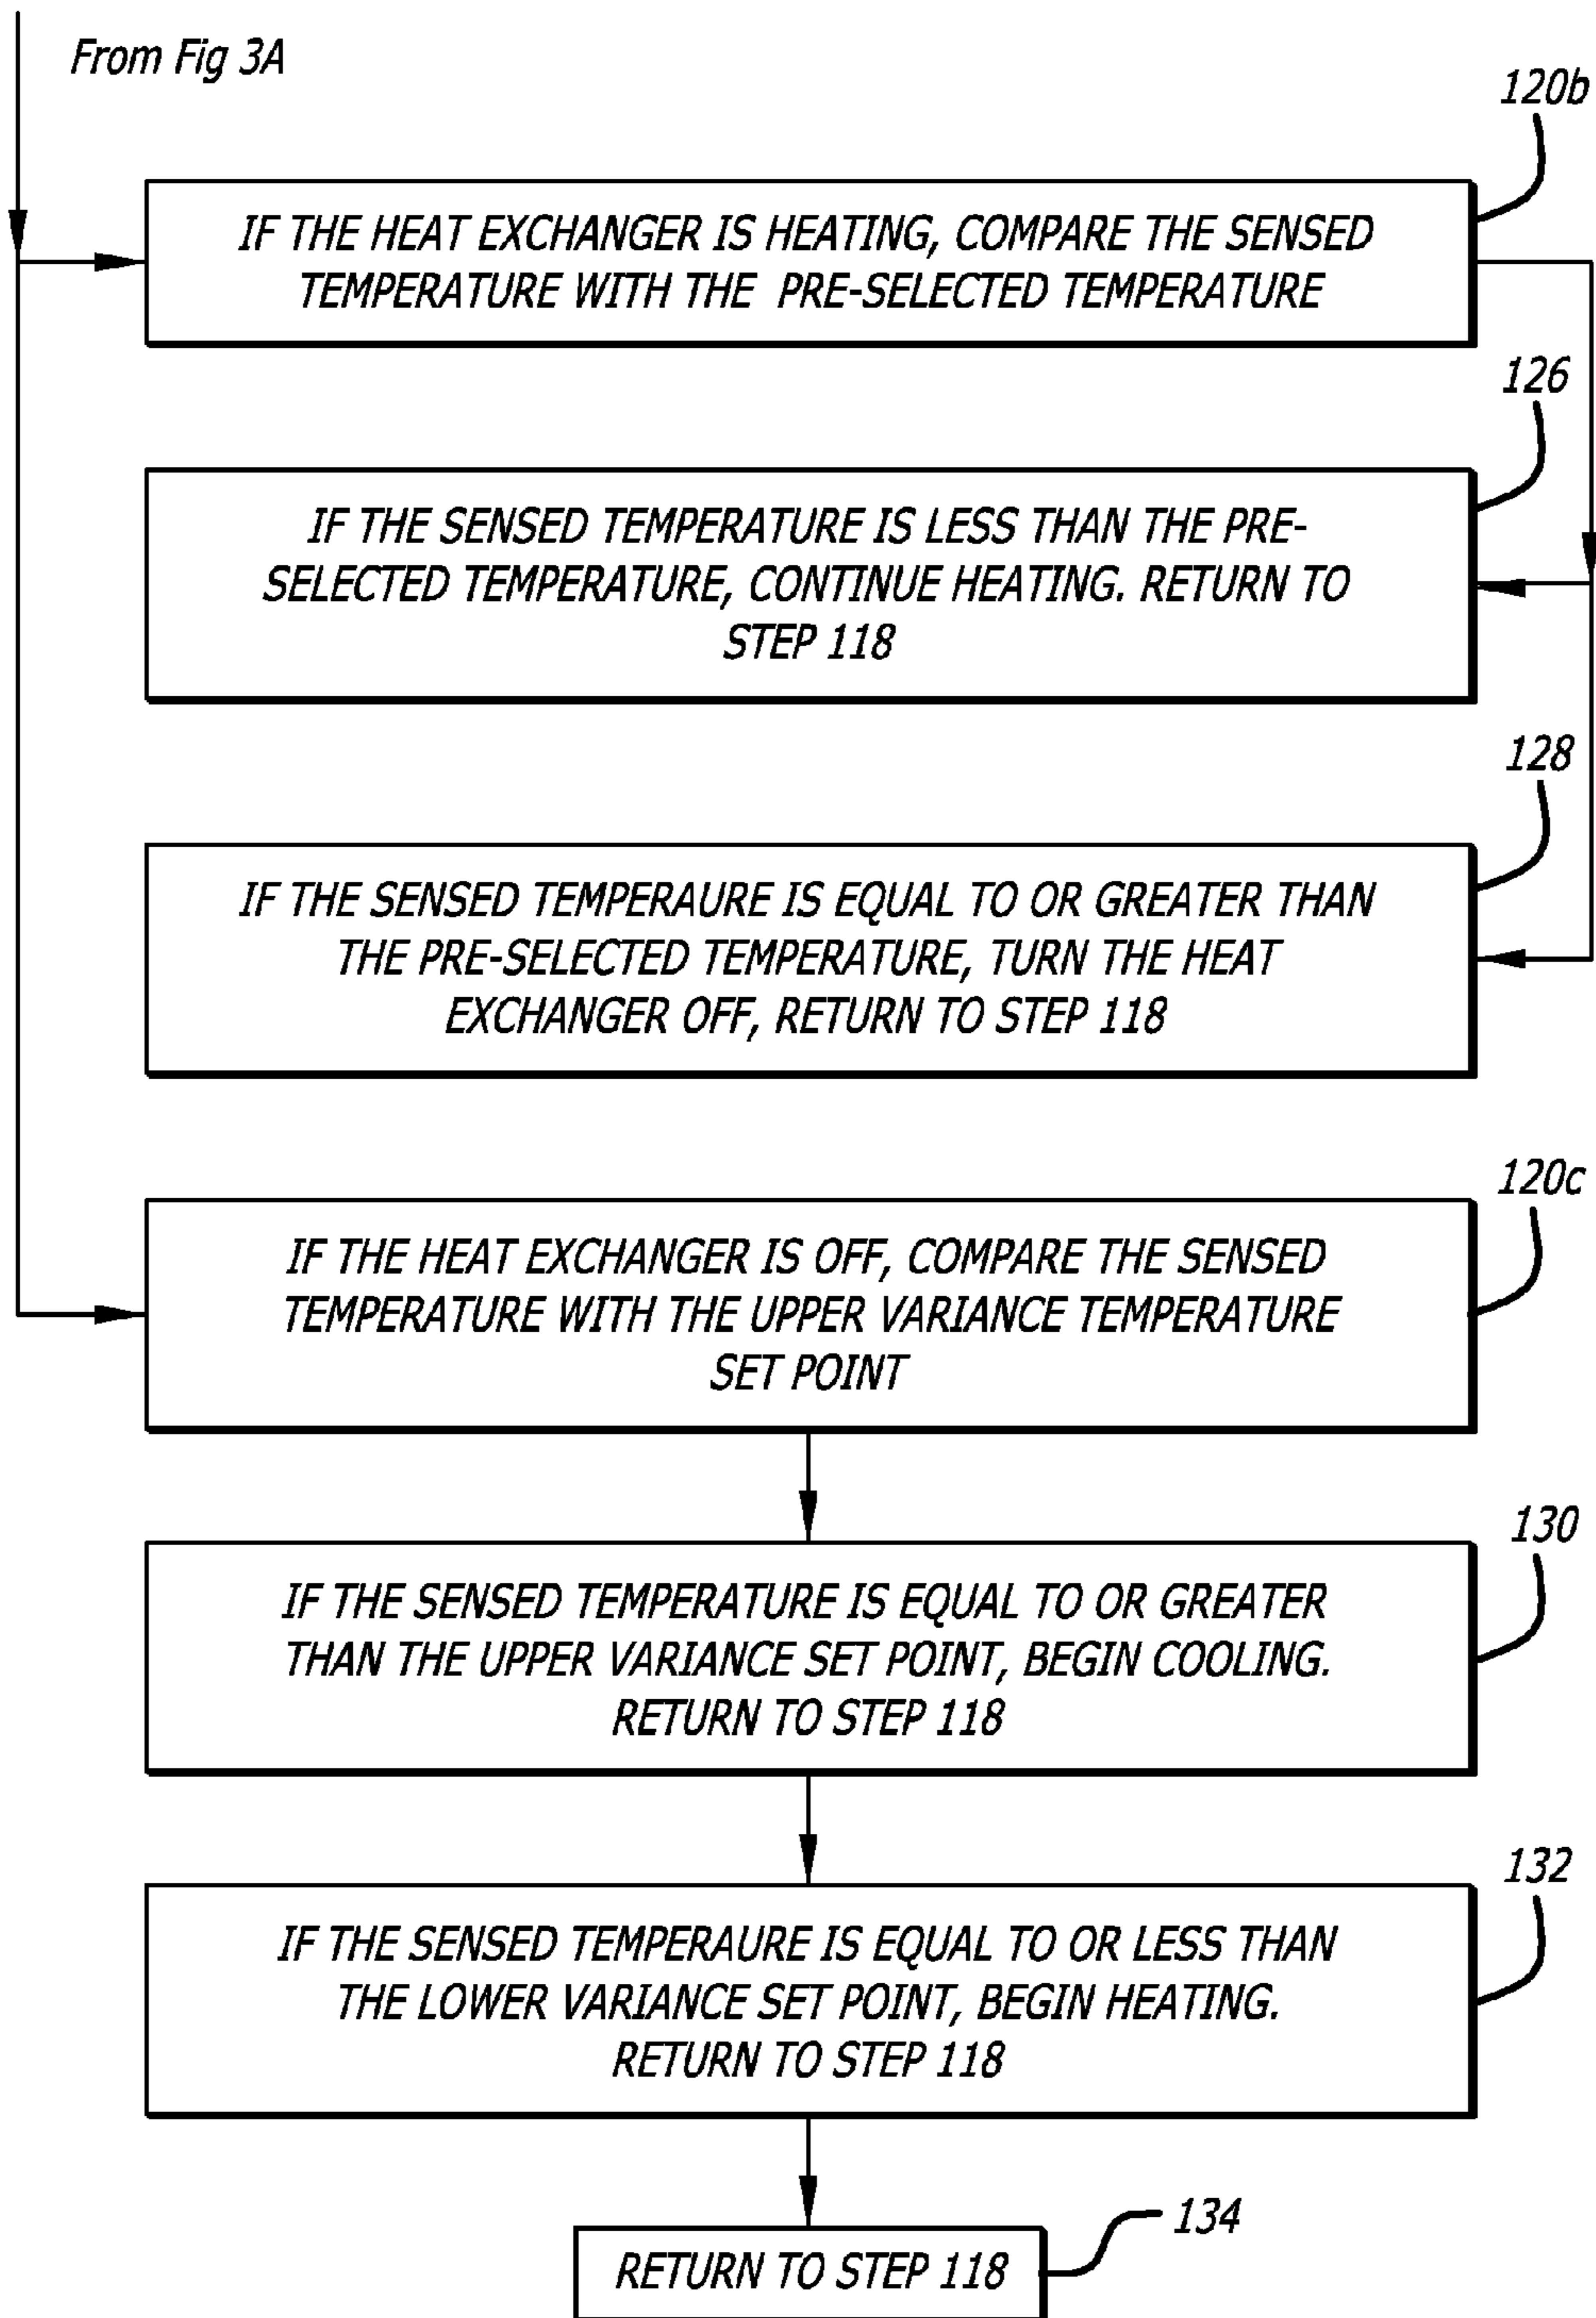 From Fig 3A
120b
IF THE HEAT EXCHANGER IS HEATING, COMPARE THE SENSED
TEMPERATURE WITH THE PRE-SELECTED TEMPERATURE
126
IF THE SENSED TEMPERATURE IS LESS THAN THE PRE-
SELECTED TEMPERATURE, CONTINUE HEATING. RETURN TO
STEP 118
128
IF THE SENSED TEMPERAURE IS EQUAL TO OR GREATER THAN
THE PRE-SELECTED TEMPERATURE, TURN THE HEAT
EXCHANGER OFF, RETURN TO STEP 118
120c
IF THE HEAT EXCHANGER IS OFF, COMPARE THE SENSED
TEMPERATURE WITH THE UPPER VARIANCE TEMPERATURE
SET POINT
130
IF THE SENSED TEMPERATURE IS EQUAL TO OR GREATER
THAN THE UPPER VARIANCE SET POINT, BEGIN COOLING.
RETURN TO STEP 118
132
IF THE SENSED TEMPERAURE IS EQUAL TO OR LESS THAN
THE LOWER VARIANCE SET POINT, BEGIN HEATING.
RETURN TO STEP 118
134
RETURN TO STEP 118